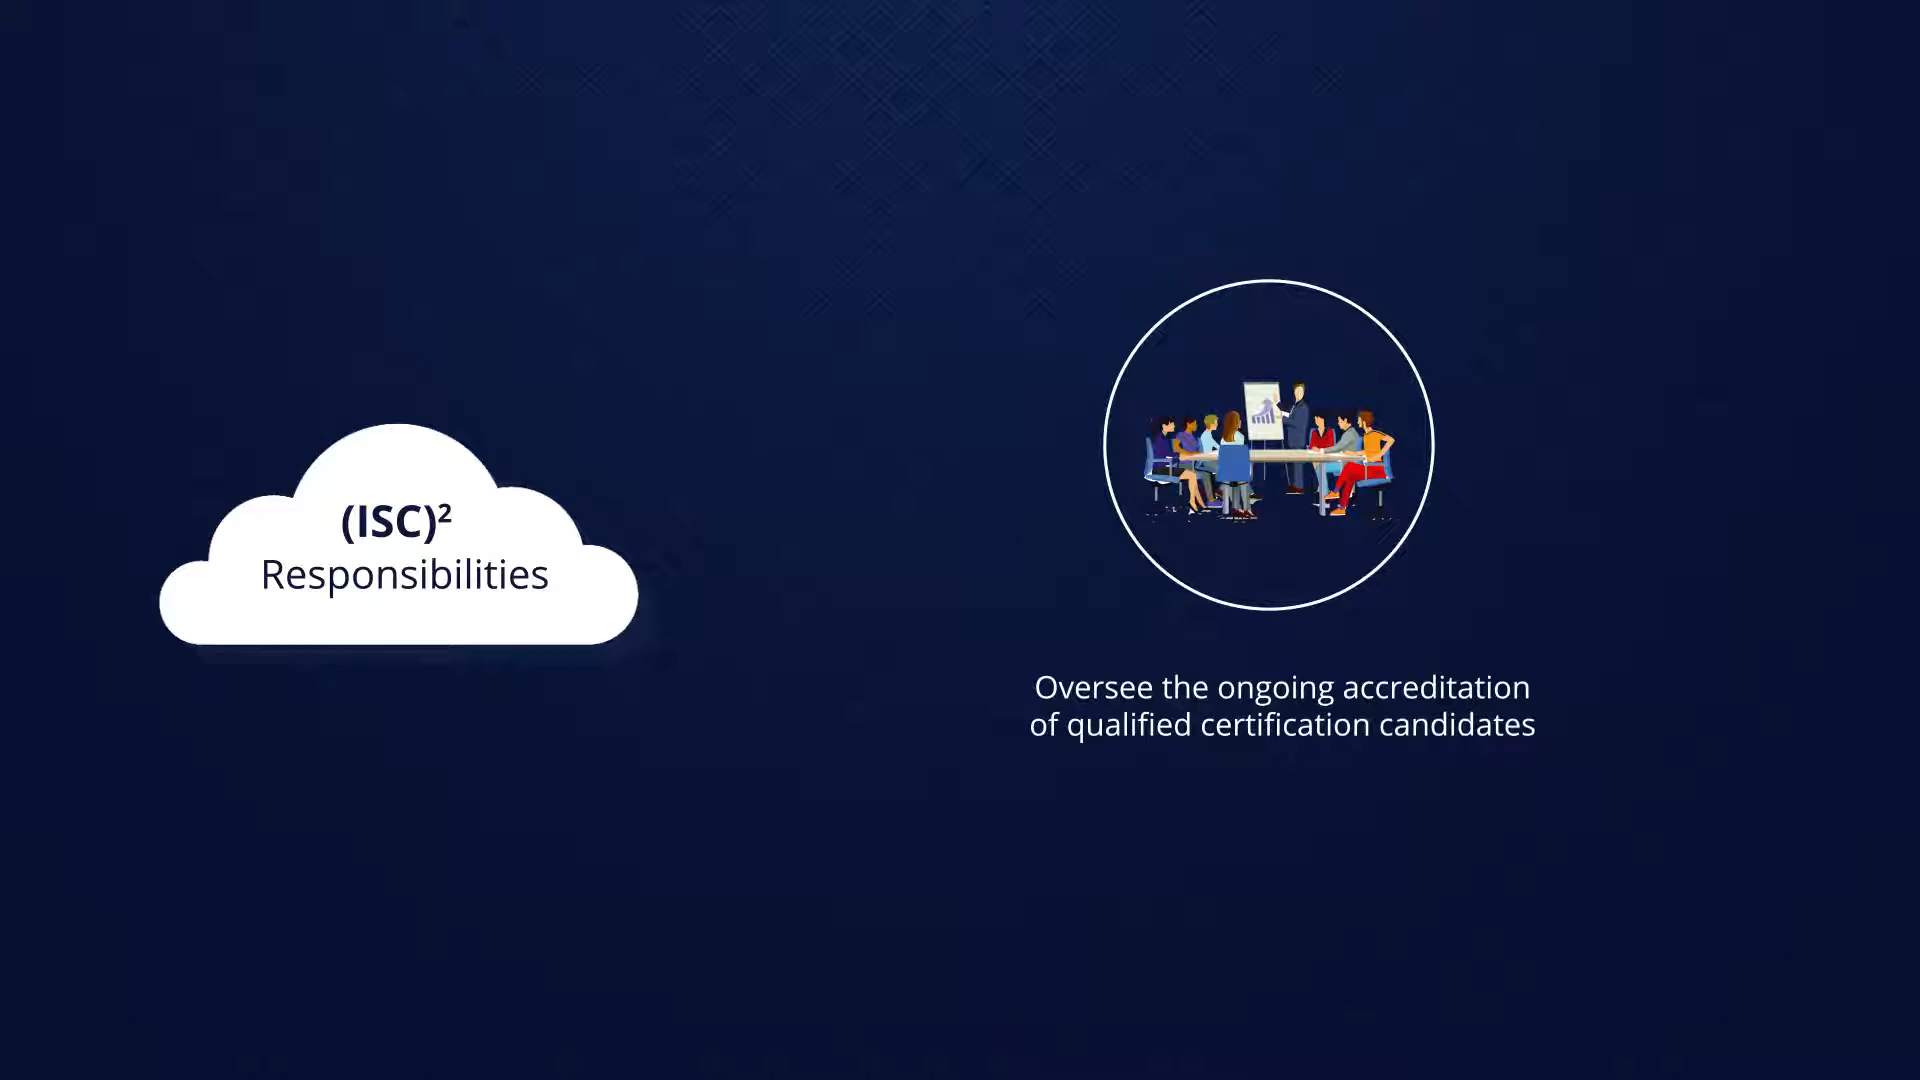 (ISC)²
Responsibilities
Oversee the ongoing accreditation
of qualified certification candidates